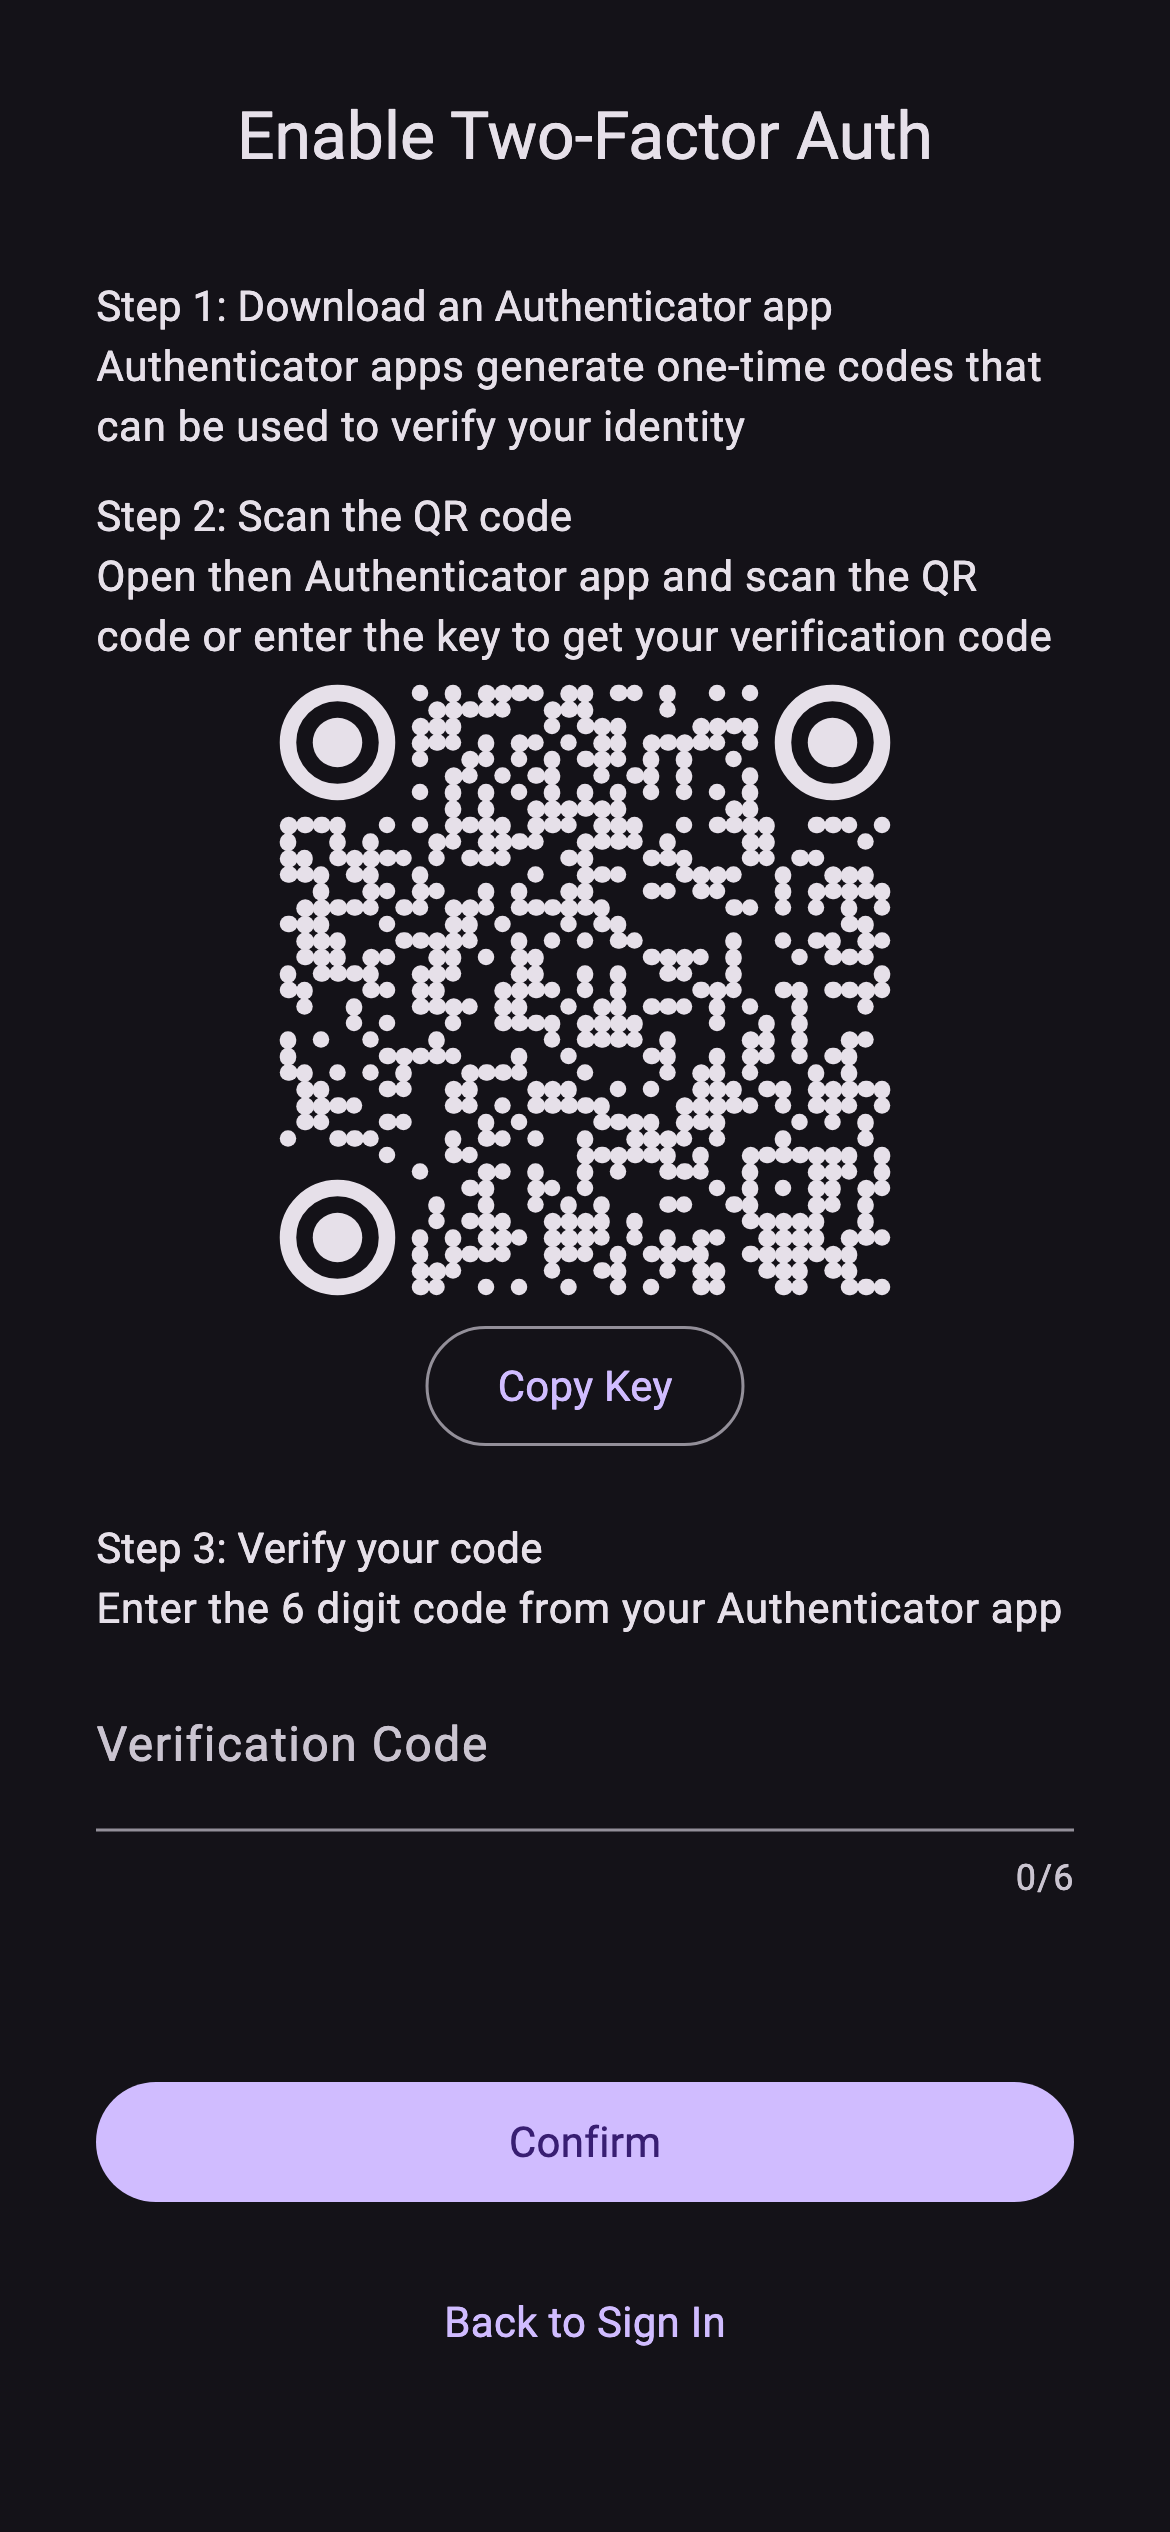 Enable Two-Factor Auth
Step 1: Download an Authenticator app
Authenticator apps generate one-time codes that
can be used to verify your identity
Step 2: Scan the QR code
Open then Authenticator app and scan the QR
code or enter the key to get your verification code
Copy Key
Step 3: Verify your code
Enter the 6 digit code from your Authenticator app
Verification Code
0/6
Confirm
Back to Sign In